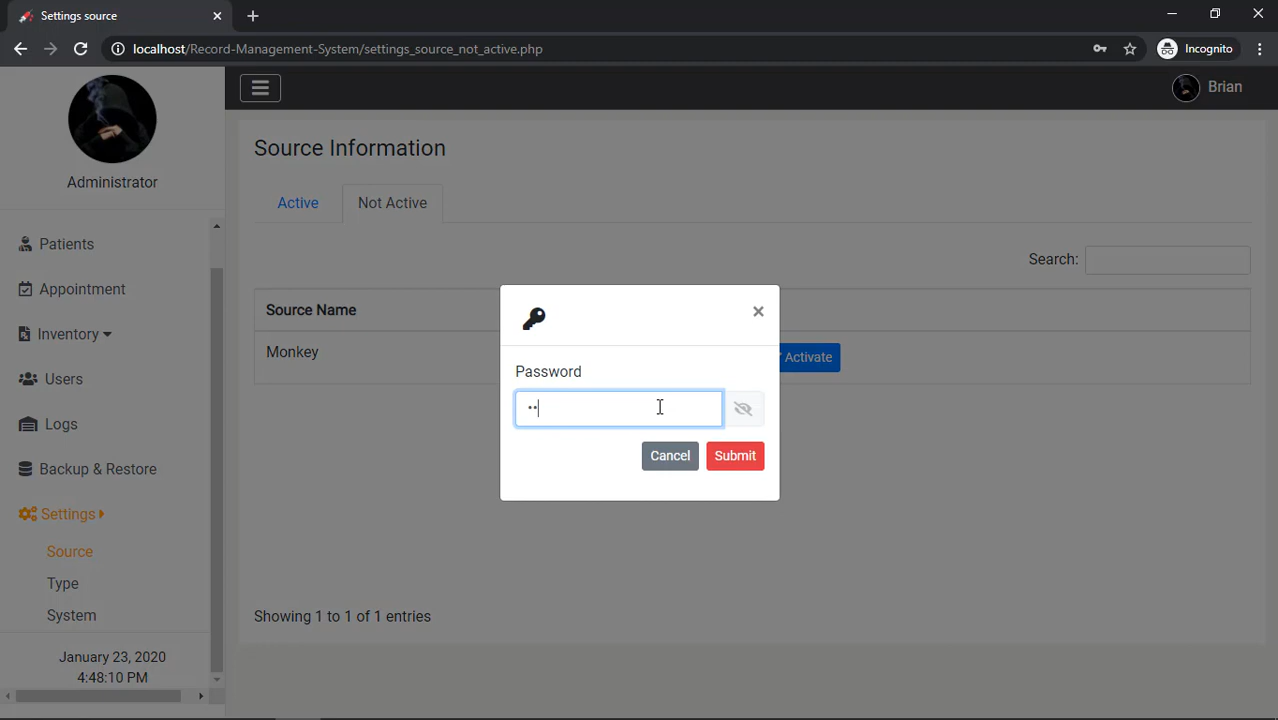 Settings source
localhost/Record-Management-System/settings_source_not_active.php
Incognito
Brian
Administrator
Patients
Appointment
Inventory
Users
Logs
Backup & Restore
Settings
Source
Type
System
January 23, 2020
4:48:10 PM
Source Information
Active
Not Active
Search:
Source Name
Monkey
Activate
Password
Cancel
Submit
Showing 1 to 1 of 1 entries